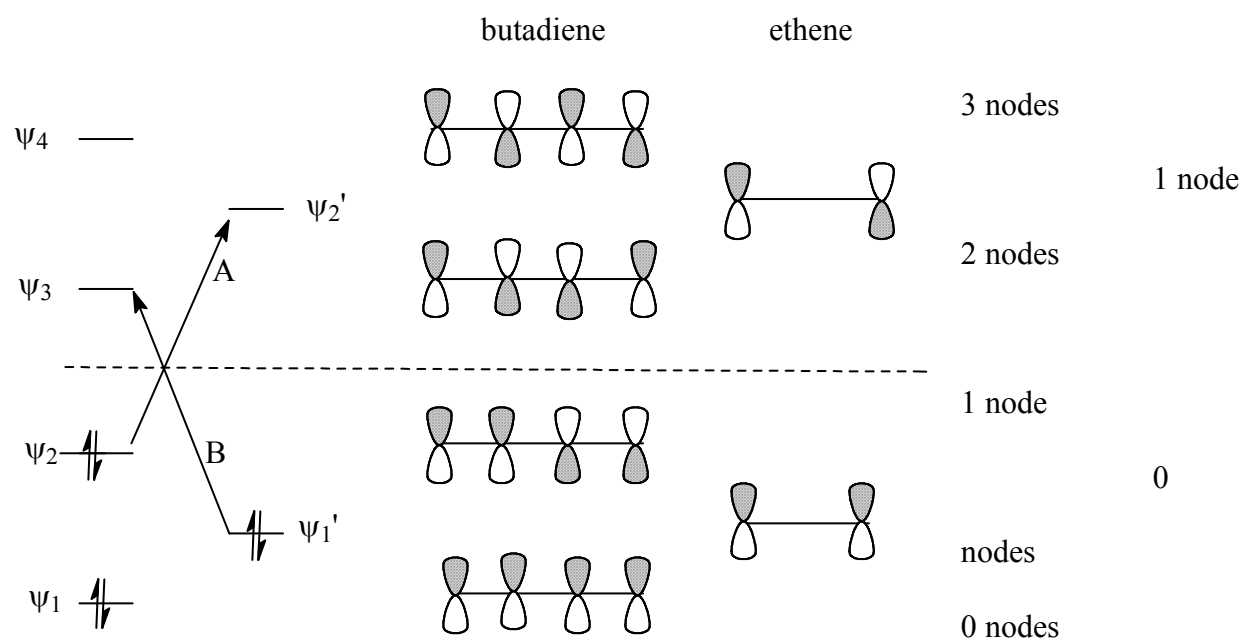 butadiene ethene
3 nodes
ψ4
1 node
ψ2'
2 nodes
A
ψ3
1 node
ψ2
B
0
ψ1'
nodes
ψ1
0 nodes